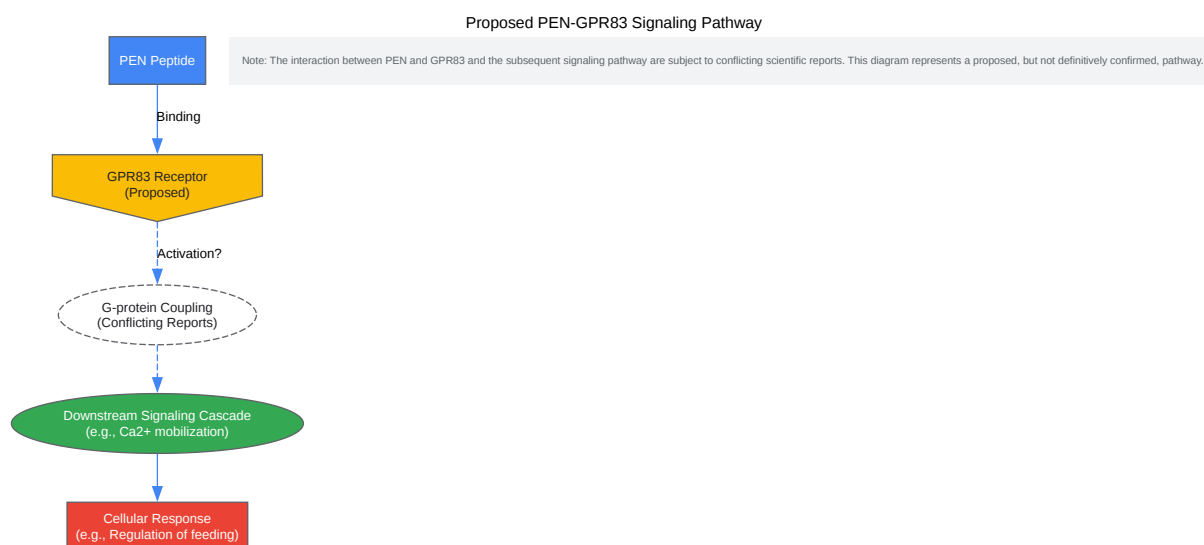 Proposed PEN-GPR83 Signaling Pathway
PEN Peptide
Note: The interaction between PEN and GPR83 and the subsequent signaling pathway are subject to conflicting scientific reports. This diagram represents a proposed, but not definitively confirmed, pathway.
Binding
GPR83 Receptor
(Proposed)
Activation?
G-protein Coupling
(Conflicting Reports)
Downstream Signaling Cascade
(e.g., Ca2+ mobilization)
Cellular Response
(e.g., Regulation of feeding)